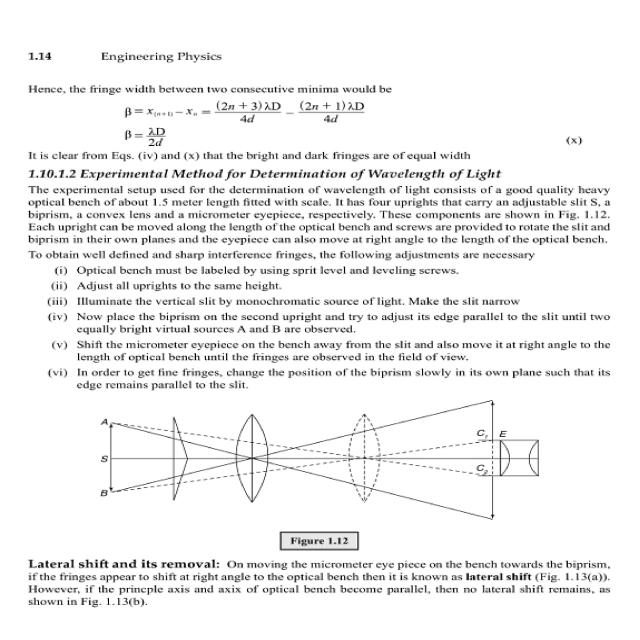 1.14 Engineering Physics
Hence, the fringe width between two consecutive minima would be
β = x₍ₙ₊₁₎ − xₙ = (2n + 3)λD/4d − (2n + 1)λD/4d
β = λD/2d (x)
It is clear from Eqs. (iv) and (x) that the bright and dark fringes are of equal width
1.10.1.2 Experimental Method for Determination of Wavelength of Light
The experimental setup used for the determination of wavelength of light consists of a good quality heavy
optical bench of about 1.5 meter length fitted with scale. It has four uprights that carry an adjustable slit S, a
biprism, a convex lens and a micrometer eyepiece, respectively. These components are shown in Fig. 1.12.
Each upright can be moved along the length of the optical bench and screws are provided to rotate the slit and
biprism in their own planes and the eyepiece can also move at right angle to the length of the optical bench.
To obtain well defined and sharp interference fringes, the following adjustments are necessary
(i) Optical bench must be labeled by using sprit level and leveling screws.
(ii) Adjust all uprights to the same height.
(iii) Illuminate the vertical slit by monochromatic source of light. Make the slit narrow
(iv) Now place the biprism on the second upright and try to adjust its edge parallel to the slit until two
equally bright virtual sources A and B are observed.
(v) Shift the micrometer eyepiece on the bench away from the slit and also move it at right angle to the
length of optical bench until the fringes are observed in the field of view.
(vi) In order to get fine fringes, change the position of the biprism slowly in its own plane such that its
edge remains parallel to the slit.
A
S
B
C₁ E
C₂
Figure 1.12
Lateral shift and its removal: On moving the micrometer eye piece on the bench towards the biprism,
if the fringes appear to shift at right angle to the optical bench then it is known as lateral shift (Fig. 1.13(a)).
However, if the princple axis and axix of optical bench become parallel, then no lateral shift remains, as
shown in Fig. 1.13(b).